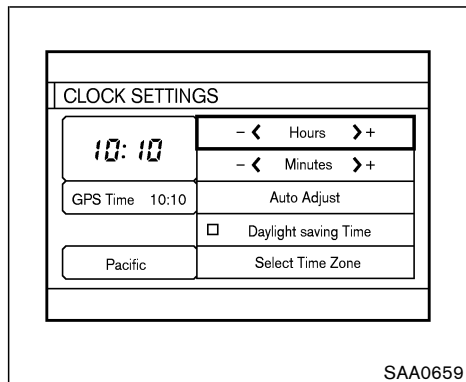 CLOCK SETTINGS
10:10
- < Hours > +
- < Minutes > +
GPS Time 10:10
Auto Adjust
Daylight saving Time
Pacific
Select Time Zone
SAA0659